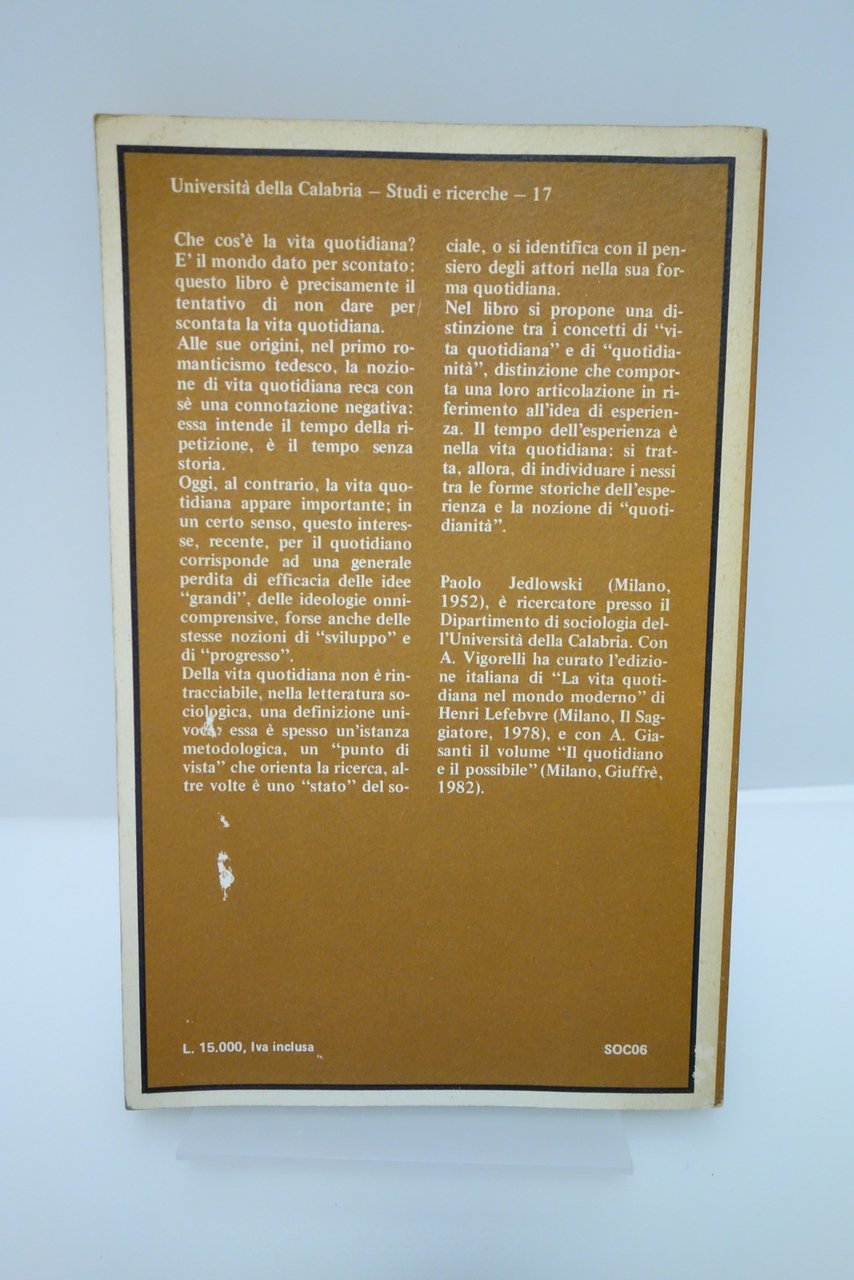 Università della Calabria – Studi e ricerche – 17
Che cos'è la vita quotidiana?
E' il mondo dato per scontato:
questo libro è precisamente il
tentativo di non dare per
scontata la vita quotidiana.
Alle sue origini, nel primo ro-
manticismo tedesco, la nozio-
ne di vita quotidiana reca con
sè una connotazione negativa:
essa intende il tempo della ri-
petizione, è il tempo senza
storia.
Oggi, al contrario, la vita quo-
tidiana appare importante; in
un certo senso, questo interes-
se, recente, per il quotidiano
corrisponde ad una generale
perdita di efficacia delle idee
“grandi”, delle ideologie onni-
comprensive, forse anche delle
stesse nozioni di “sviluppo” e
di “progresso”.
Della vita quotidiana non è rin-
tracciabile, nella letteratura so-
ciologica, una definizione uni-
voca, essa è spesso un'istanza
metodologica, un “punto di
vista” che orienta la ricerca, al-
tre volte è uno “stato” del so-
ciale, o si identifica con il pen-
siero degli attori nella sua for-
ma quotidiana.
Nel libro si propone una di-
stinzione tra i concetti di “vi-
ta quotidiana” e di “quotidia-
nità”, distinzione che compor-
ta una loro articolazione in ri-
ferimento all'idea di esperien-
za. Il tempo dell'esperienza è
nella vita quotidiana: si trat-
ta, allora, di individuare i nessi
tra le forme storiche dell'espe-
rienza e la nozione di “quoti-
dianità”.
Paolo Jedlowski (Milano,
1952), è ricercatore presso il
Dipartimento di sociologia del-
l'Università della Calabria. Con
A. Vigorelli ha curato l'edizio-
ne italiana di “La vita quoti-
diana nel mondo moderno” di
Henri Lefebvre (Milano, Il Sag-
giatore, 1978), e con A. Gia-
santi il volume “Il quotidiano
e il possibile” (Milano, Giuffrè,
1982).
L. 15.000, Iva inclusa
SOC06